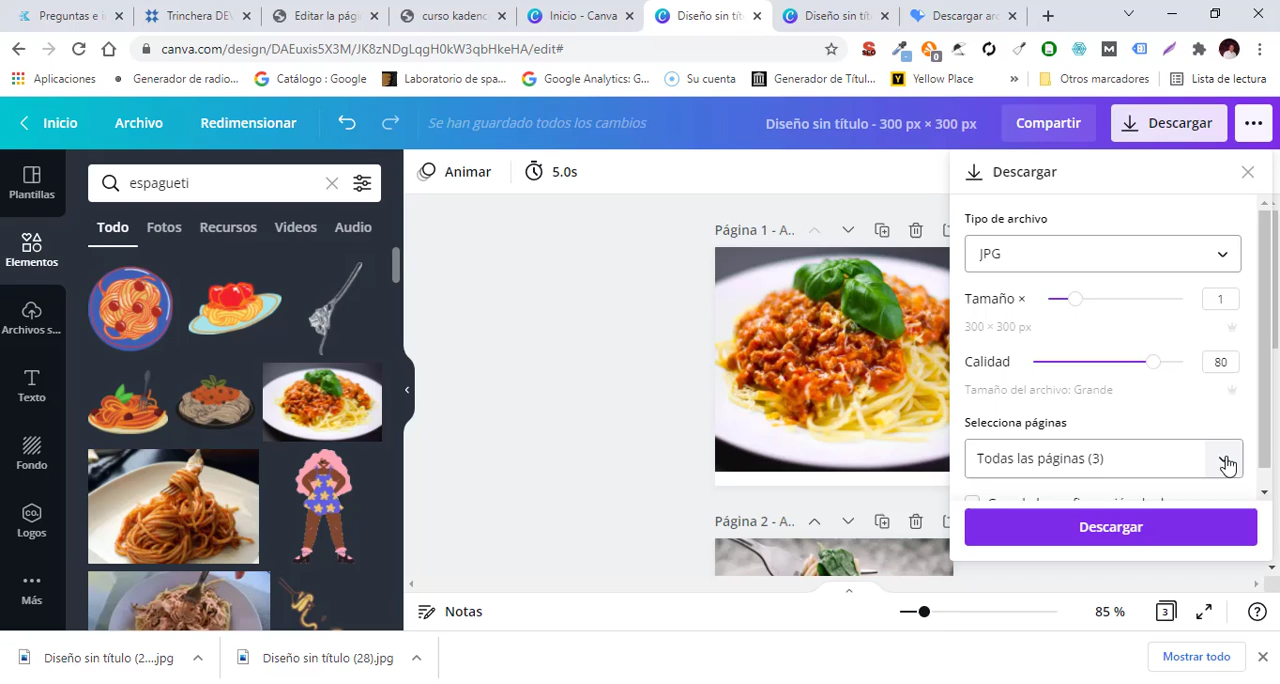 Preguntas e i
Trinchera DEV
Editar la pági
curso kadenc
Inicio - Canva
Diseño sin tít
Diseño sin tít
Descargar arc
canva.com/design/DAEuxis5X3M/JK8zNDgLqgH0kW3qbHkeHA/edit#
Aplicaciones
Generador de radio...
Catálogo : Google
Laboratorio de spa...
Google Analytics: G...
Su cuenta
Generador de Títul...
Yellow Place
»
Otros marcadores
Lista de lectura
Inicio
Archivo
Redimensionar
Se han guardado todos los cambios
Diseño sin título - 300 px × 300 px
Compartir
Descargar
Plantillas
Elementos
Archivos s...
Texto
Fondo
Logos
Más
espagueti
Todo
Fotos
Recursos
Videos
Audio
Animar
5.0s
Página 1 - A..
Página 2 - A..
Descargar
Tipo de archivo
JPG
Tamaño ×
1
300 × 300 px
Calidad
80
Tamaño del archivo: Grande
Selecciona páginas
Todas las páginas (3)
Descargar
Notas
85 %
3
Diseño sin título (2....jpg
Diseño sin título (28).jpg
Mostrar todo